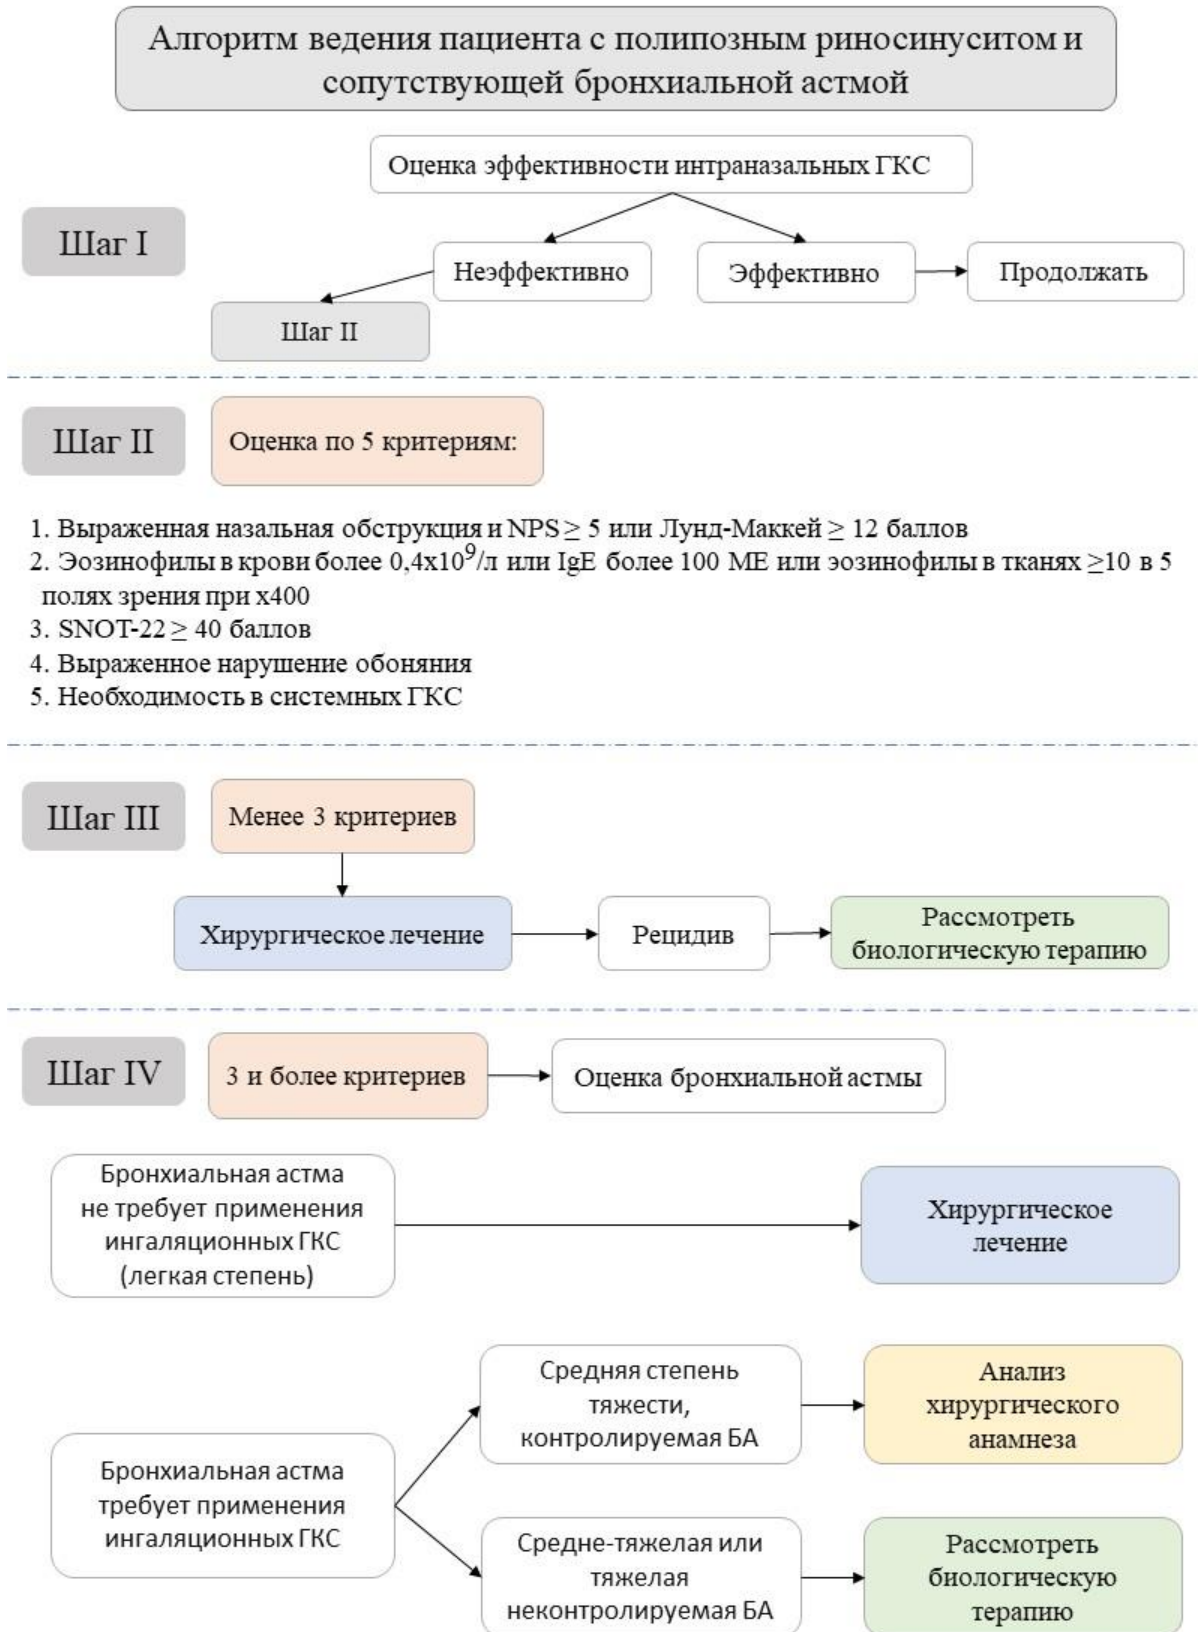 Алгоритм ведения пациента с полипозным риносинуситом и
сопутствующей бронхиальной астмой
Оценка эффективности интраназальных ГКС
Шаг I
Неэффективно
Эффективно
Продолжать
Шаг II
Шаг II
Оценка по 5 критериям:
1. Выраженная назальная обструкция и NPS ≥ 5 или Лунд-Маккей ≥ 12 баллов
2. Эозинофилы в крови более 0,4x10⁹/л или IgE более 100 МЕ или эозинофилы в тканях ≥10 в 5
полях зрения при x400
3. SNOT-22 ≥ 40 баллов
4. Выраженное нарушение обоняния
5. Необходимость в системных ГКС
Шаг III
Менее 3 критериев
Хирургическое лечение
Рецидив
Рассмотреть
биологическую терапию
Шаг IV
3 и более критериев
Оценка бронхиальной астмы
Бронхиальная астма
не требует применения
ингаляционных ГКС
(легкая степень)
Хирургическое
лечение
Средняя степень
тяжести,
контролируемая БА
Анализ
хирургического
анамнеза
Бронхиальная астма
требует применения
ингаляционных ГКС
Средне-тяжелая или
тяжелая
неконтролируемая БА
Рассмотреть
биологическую
терапию